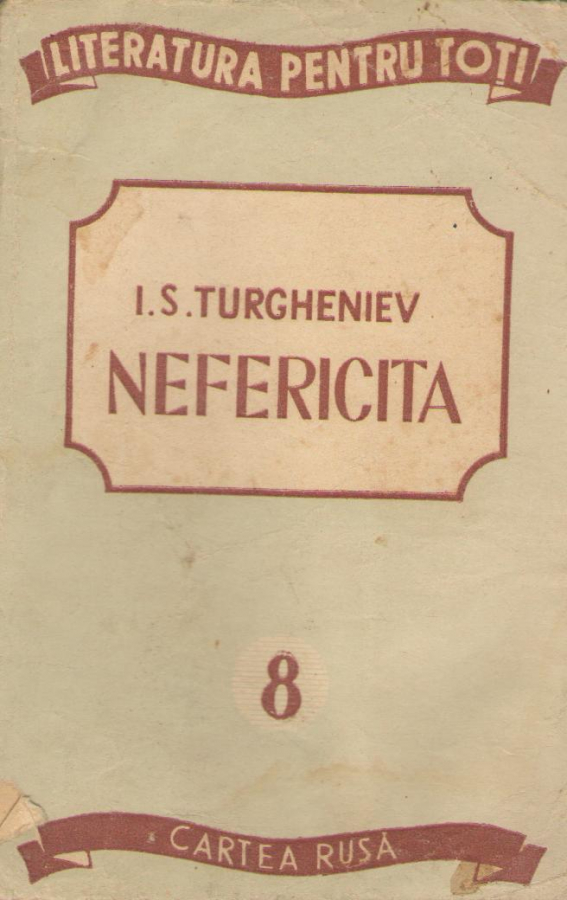 LITERATURA PENTRU TOȚI
I.S.TURGHENIEV
NEFERICITA
8
CARTEA RUSĂ